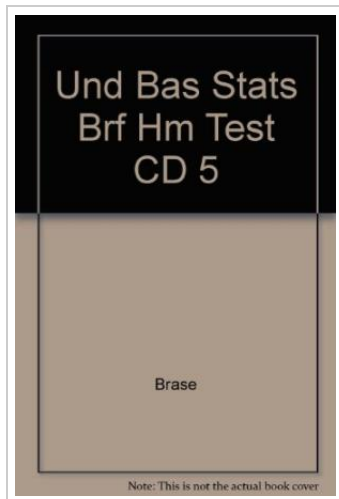 Und Bas Stats
Brf Hm Test
CD 5
Brase
Note: This is not the actual book cover